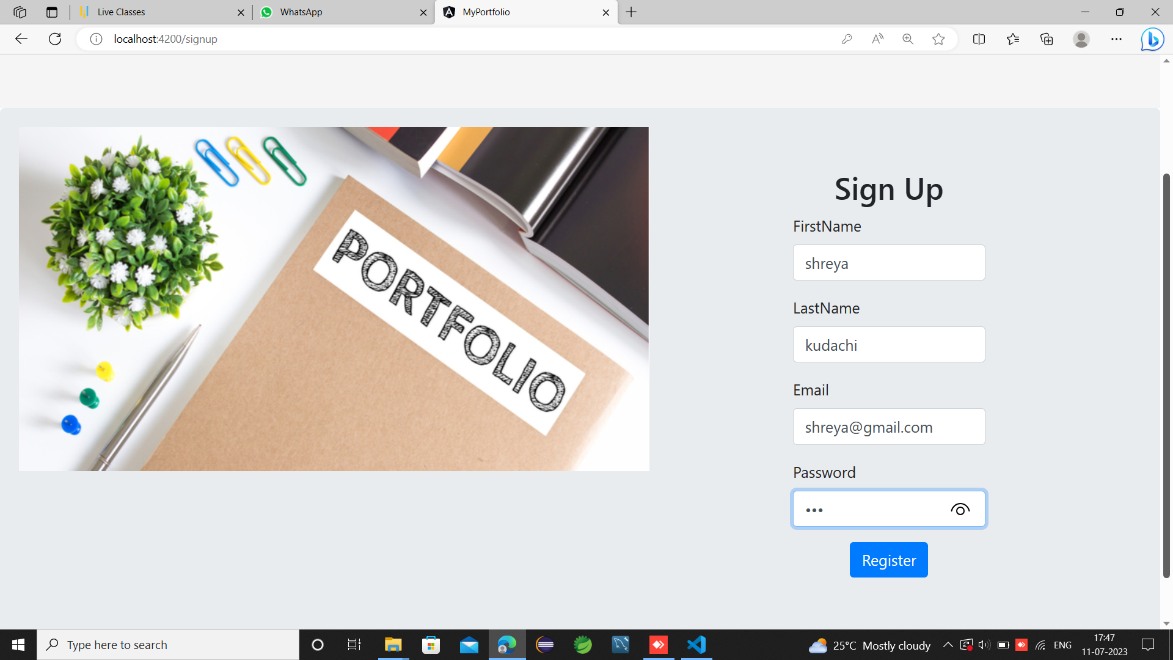 Live Classes
WhatsApp
MyPortfolio
localhost:4200/signup
PORTFOLIO
Sign Up
FirstName
shreya
LastName
kudachi
Email
shreya@gmail.com
Password
•••
Register
Type here to search
25°C Mostly cloudy
ENG
17:47
11-07-2023